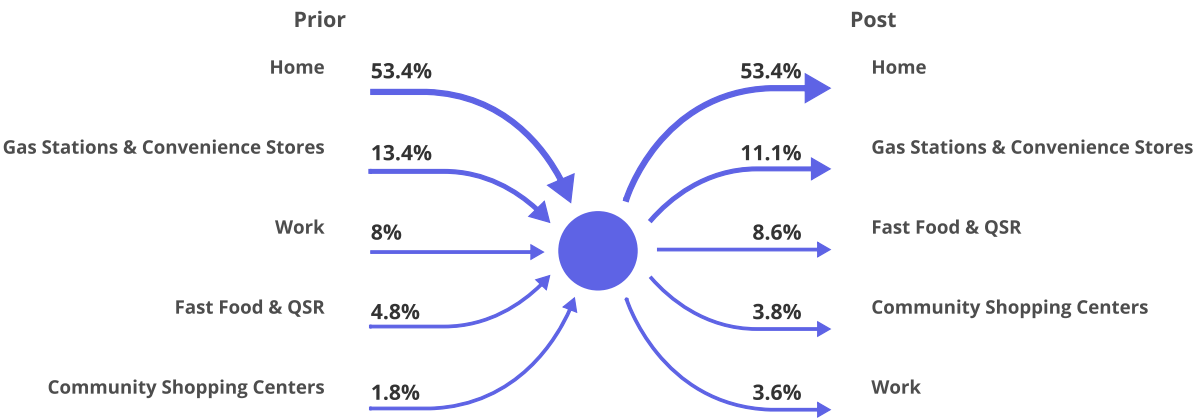 Prior Post
Home 53.4% 53.4% Home
Gas Stations & Convenience Stores 13.4% 11.1% Gas Stations & Convenience Stores
Work 8% 8.6% Fast Food & QSR
Fast Food & QSR 4.8% 3.8% Community Shopping Centers
Community Shopping Centers 1.8% 3.6% Work